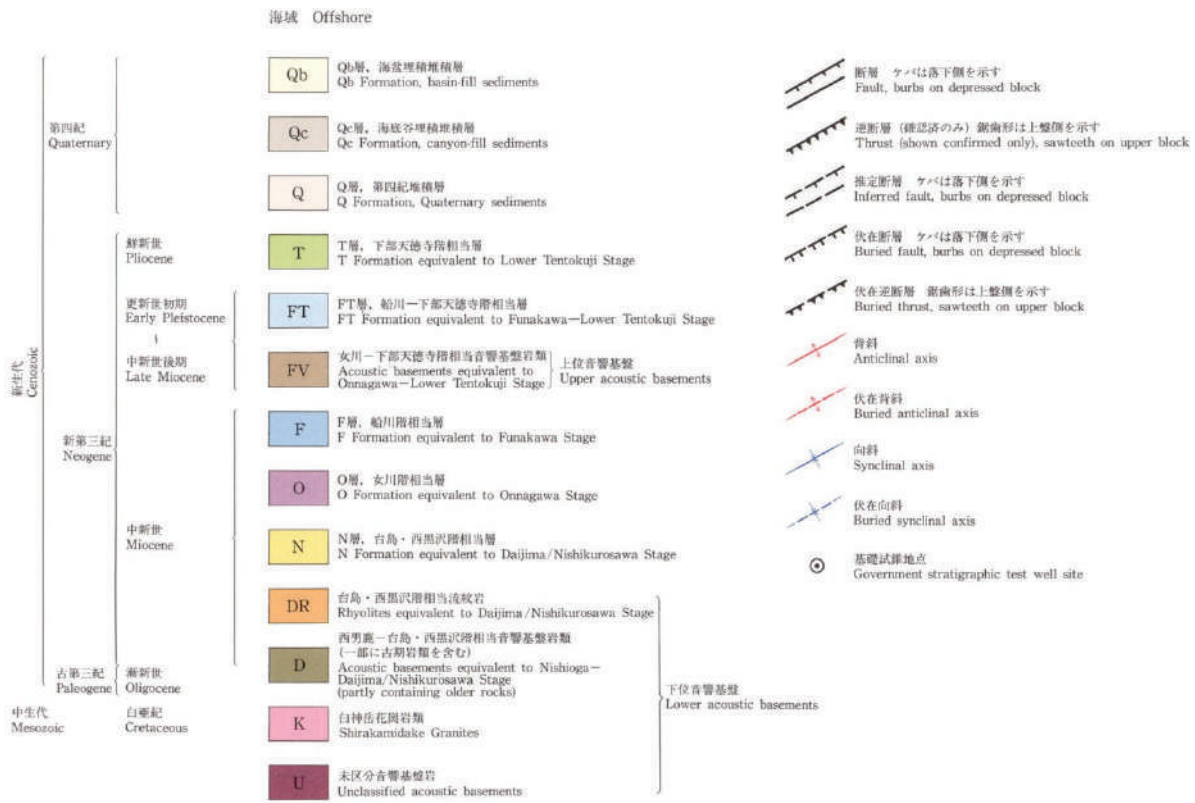 海域 Offshore
新生代
Cenozoic
第四紀
Quaternary
新第三紀
Neogene
古第三紀
Paleogene
中生代
Mesozoic
鮮新世
Pliocene
更新世初期
Early Pleistocene
~
中新世後期
Late Miocene
中新世
Miocene
漸新世
Oligocene
白亜紀
Cretaceous
Qb
Qb層，海盆埋積堆積層
Qb Formation, basin-fill sediments
Qc
Qc層，海底谷埋積堆積層
Qc Formation, canyon-fill sediments
Q
Q層，第四紀堆積層
Q Formation, Quaternary sediments
T
T層，下部天徳寺階相当層
T Formation equivalent to Lower Tentokuji Stage
FT
FT層，船川—下部天徳寺階相当層
FT Formation equivalent to Funakawa—Lower Tentokuji Stage
FV
女川－下部天徳寺階相当音響基盤岩類
Acoustic basements equivalent to
Onnagawa—Lower Tentokuji Stage
上位音響基盤
Upper acoustic basements
F
F層，船川階相当層
F Formation equivalent to Funakawa Stage
O
O層，女川階相当層
O Formation equivalent to Onnagawa Stage
N
N層，台島・西黒沢階相当層
N Formation equivalent to Daijima/Nishikurosawa Stage
DR
台島・西黒沢階相当流紋岩
Rhyolites equivalent to Daijima/Nishikurosawa Stage
D
西男鹿－台島・西黒沢階相当音響基盤岩類
(一部に古期岩類を含む)
Acoustic basements equivalent to Nishioga—
Daijima/Nishikurosawa Stage
(partly containing older rocks)
K
白神岳花崗岩類
Shirakamidake Granites
U
未区分音響基盤岩
Unclassified acoustic basements
下位音響基盤
Lower acoustic basements
断層 ケバは落下側を示す
Fault, burbs on depressed block
逆断層（確認済のみ）鋸歯形は上盤側を示す
Thrust (shown confirmed only), sawteeth on upper block
推定断層 ケバは落下側を示す
Inferred fault, burbs on depressed block
伏在断層 ケバは落下側を示す
Buried fault, burbs on depressed block
伏在逆断層 鋸歯形は上盤側を示す
Buried thrust, sawteeth on upper block
背斜
Anticlinal axis
伏在背斜
Buried anticlinal axis
向斜
Synclinal axis
伏在向斜
Buried synclinal axis
基礎試錐地点
Government stratigraphic test well site